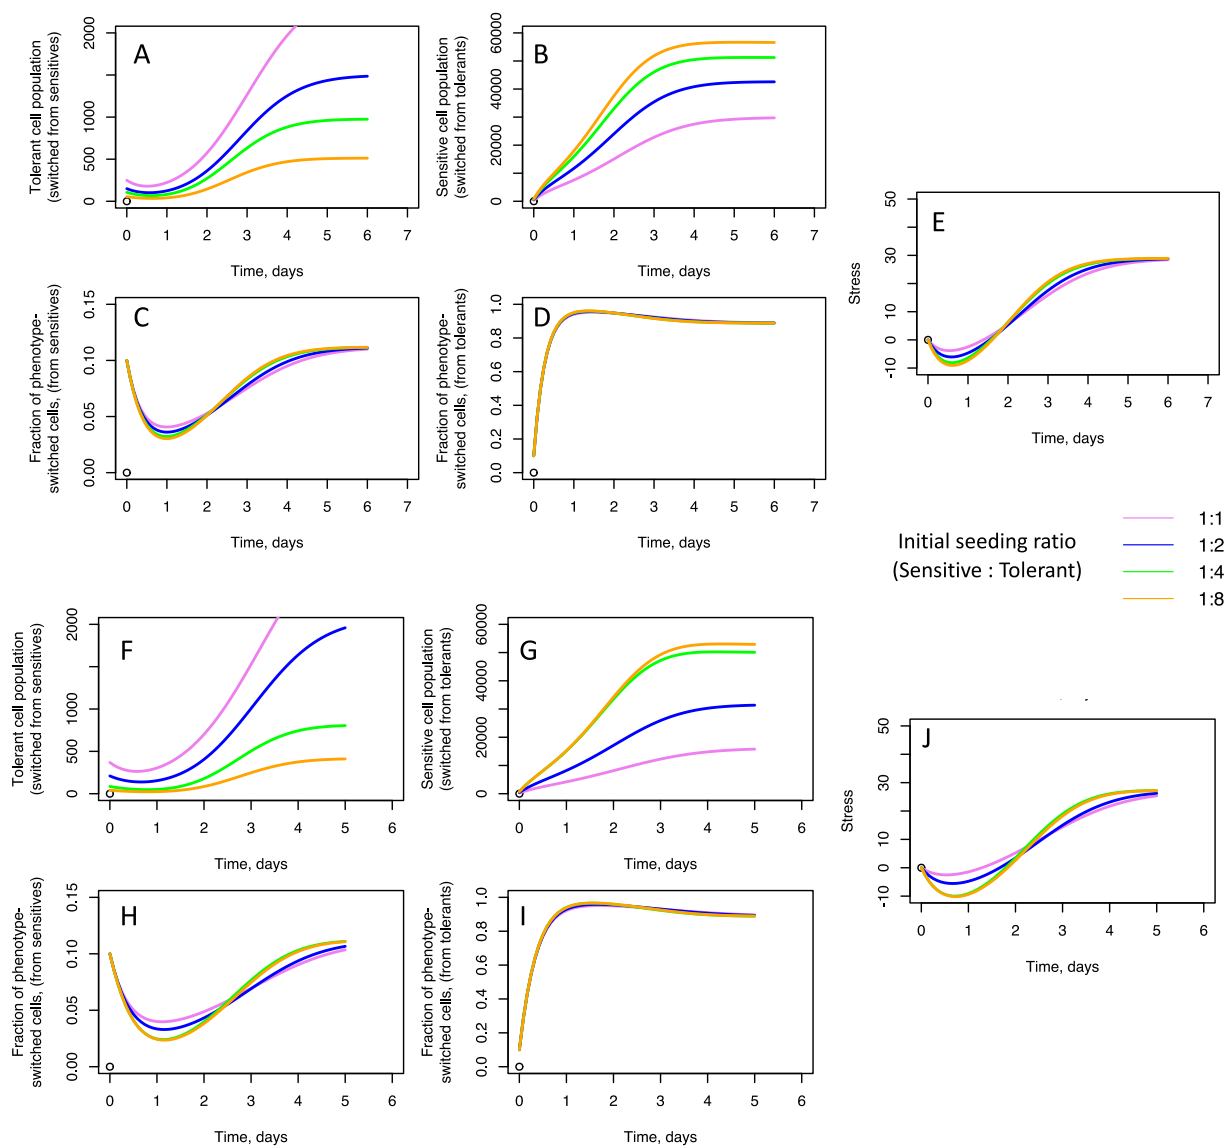 Tolerant cell population
(switched from sensitives)
0 500 1000 2000
A
0 1 2 3 4 5 6 7
Time, days
Sensitive cell population
(switched from tolerants)
0 20000 40000 60000
B
0 1 2 3 4 5 6 7
Time, days
Fraction of phenotype-
switched cells, (from sensitives)
0.00 0.05 0.10 0.15
C
0 1 2 3 4 5 6 7
Time, days
Fraction of phenotype-
switched cells, (from tolerants)
0.0 0.2 0.4 0.6 0.8 1.0
D
0 1 2 3 4 5 6 7
Time, days
Stress
-10 0 10 30 50
E
0 1 2 3 4 5 6 7
Time, days
Initial seeding ratio
(Sensitive : Tolerant)
1:1
1:2
1:4
1:8
Tolerant cell population
(switched from sensitives)
0 500 1000 2000
F
0 1 2 3 4 5 6
Time, days
Sensitive cell population
(switched from tolerants)
0 20000 40000 60000
G
0 1 2 3 4 5 6
Time, days
Fraction of phenotype-
switched cells, (from sensitives)
0.00 0.05 0.10 0.15
H
0 1 2 3 4 5 6
Time, days
Fraction of phenotype-
switched cells, (from tolerants)
0.0 0.2 0.4 0.6 0.8 1.0
I
0 1 2 3 4 5 6
Time, days
Stress
-10 0 10 30 50
J
0 1 2 3 4 5 6
Time, days